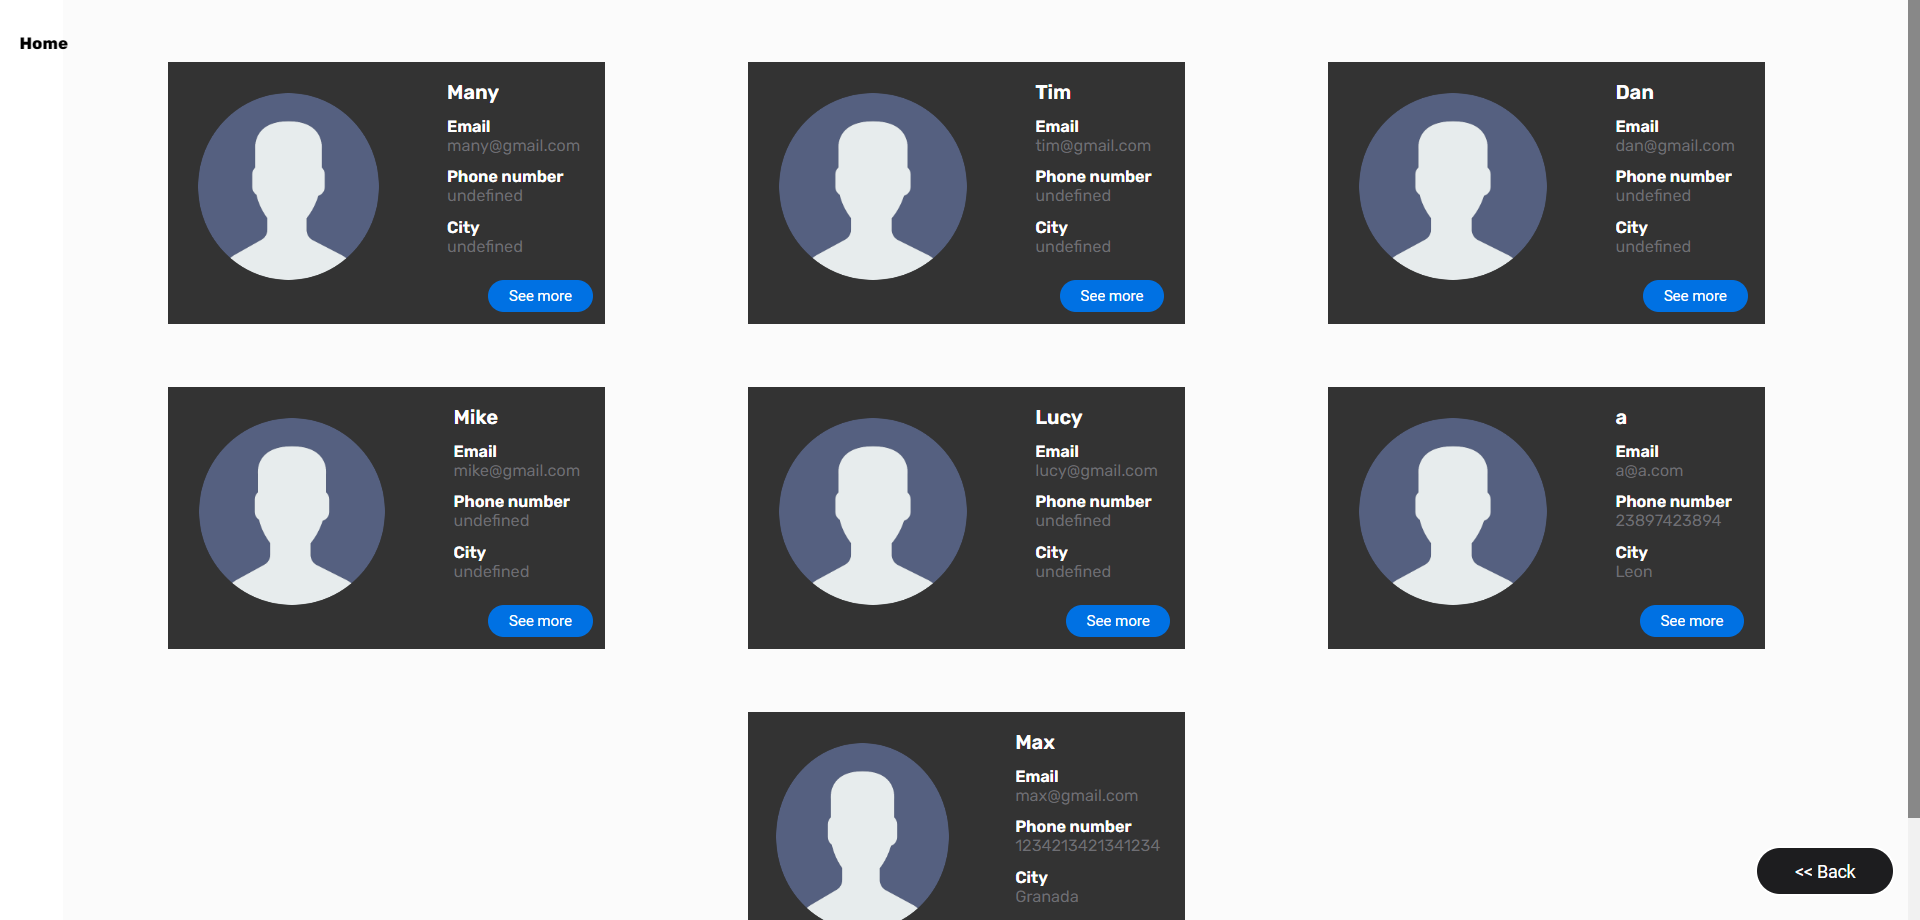 Home
Many
Email
many@gmail.com
Phone number
undefined
City
undefined
See more
Tim
Email
tim@gmail.com
Phone number
undefined
City
undefined
See more
Dan
Email
dan@gmail.com
Phone number
undefined
City
undefined
See more
Mike
Email
mike@gmail.com
Phone number
undefined
City
undefined
See more
Lucy
Email
lucy@gmail.com
Phone number
undefined
City
undefined
See more
a
Email
a@a.com
Phone number
23897423894
City
Leon
See more
Max
Email
max@gmail.com
Phone number
1234213421341234
City
Granada
<< Back